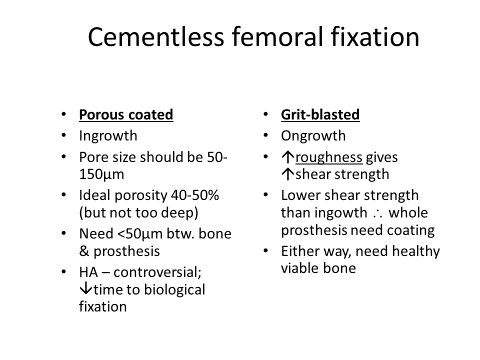 Cementless femoral fixation
• Porous coated
• Ingrowth
• Pore size should be 50-
150µm
• Ideal porosity 40-50%
(but not too deep)
• Need <50µm btw. bone
& prosthesis
• HA – controversial;
↓time to biological
fixation
• Grit-blasted
• Ongrowth
• ↑roughness gives
↑shear strength
• Lower shear strength
than ingowth ∴ whole
prosthesis need coating
• Either way, need healthy
viable bone